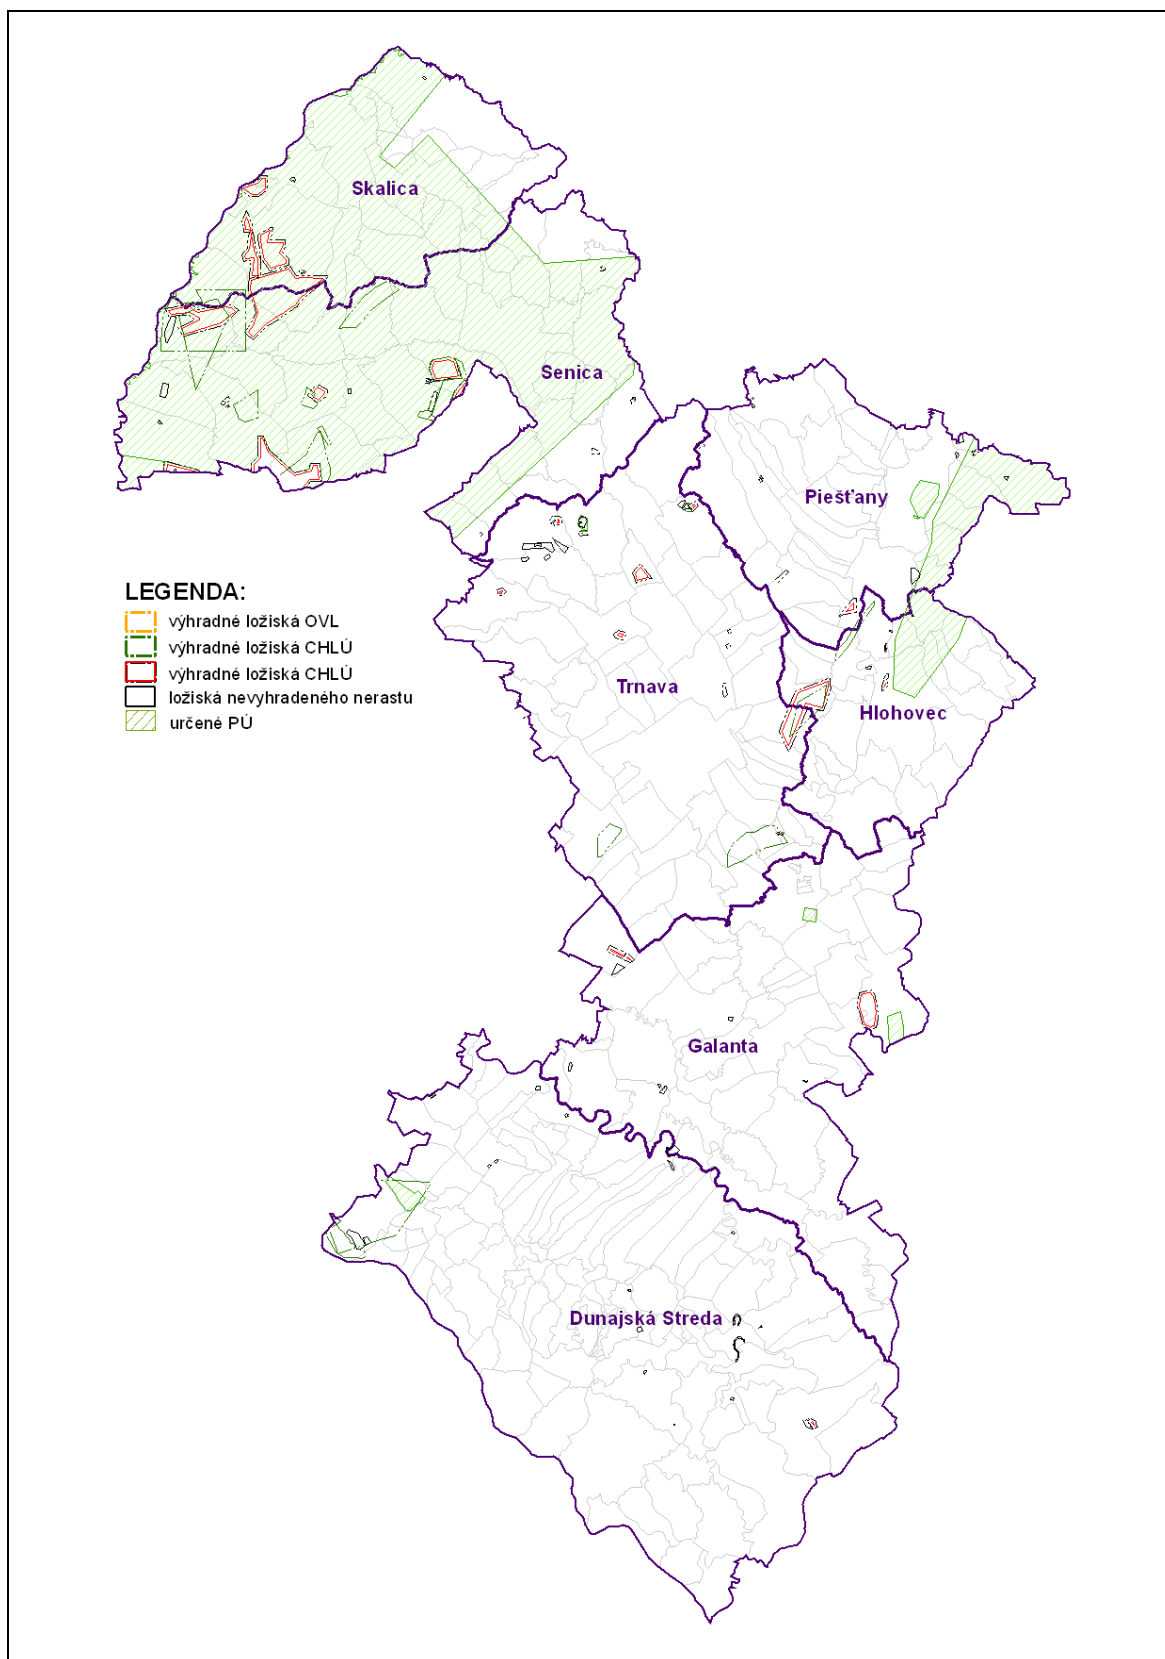 Skalica
Senica
Piešťany
LEGENDA:
výhradné ložiská OVL
výhradné ložiská CHLÚ
výhradné ložiská CHLÚ
ložiská nevyhradeného nerastu
určené PÚ
Trnava
Hlohovec
Galanta
Dunajská Streda